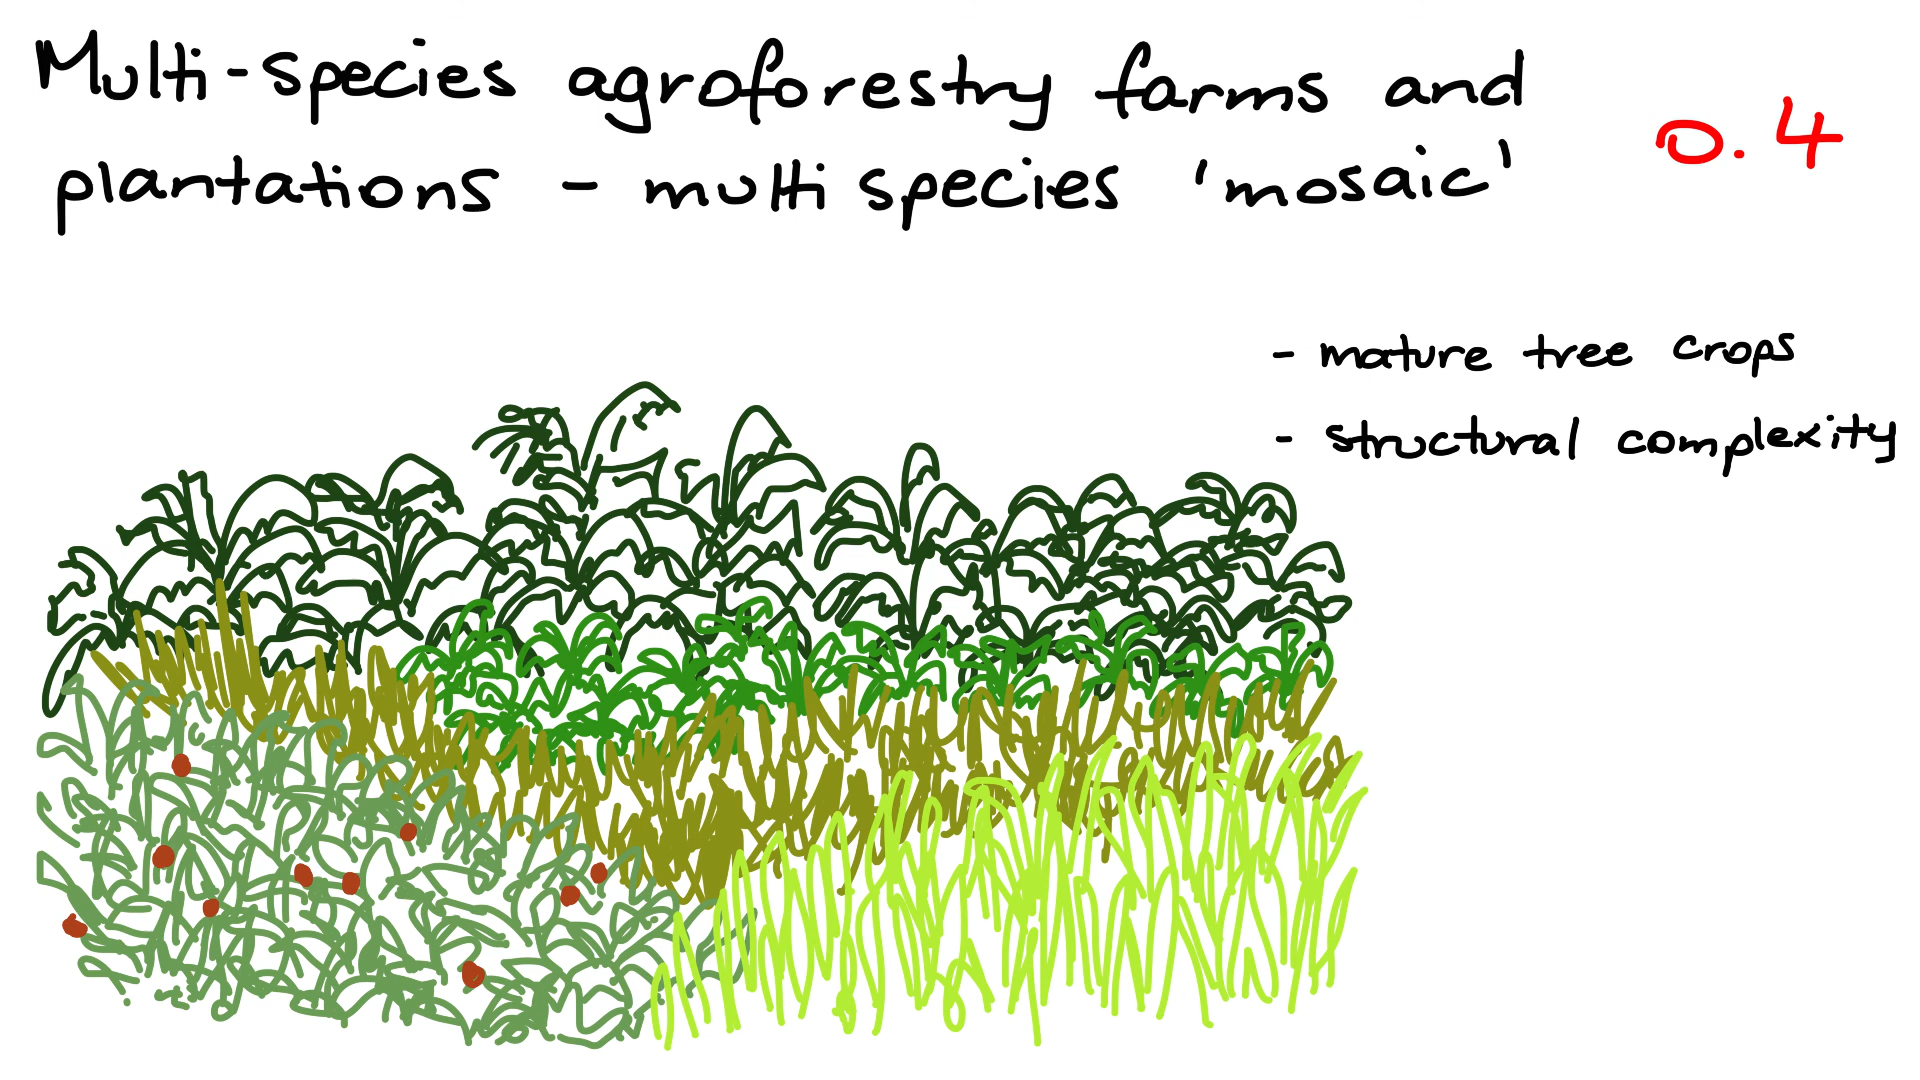 Multi-species agroforestry farms and
plantations - multi species 'mosaic'
0.4
- mature tree crops
- structural complexity